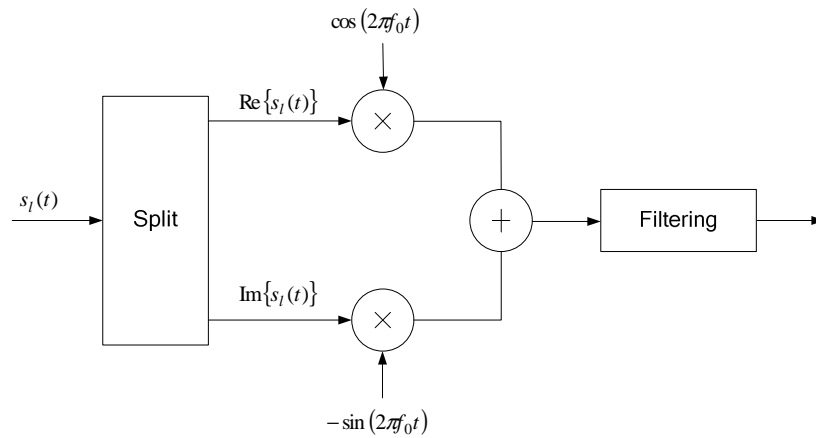 cos(2πf₀t)
Re{sₗ(t)}
×
sₗ(t)
Split
+
Filtering
Im{sₗ(t)}
×
−sin(2πf₀t)